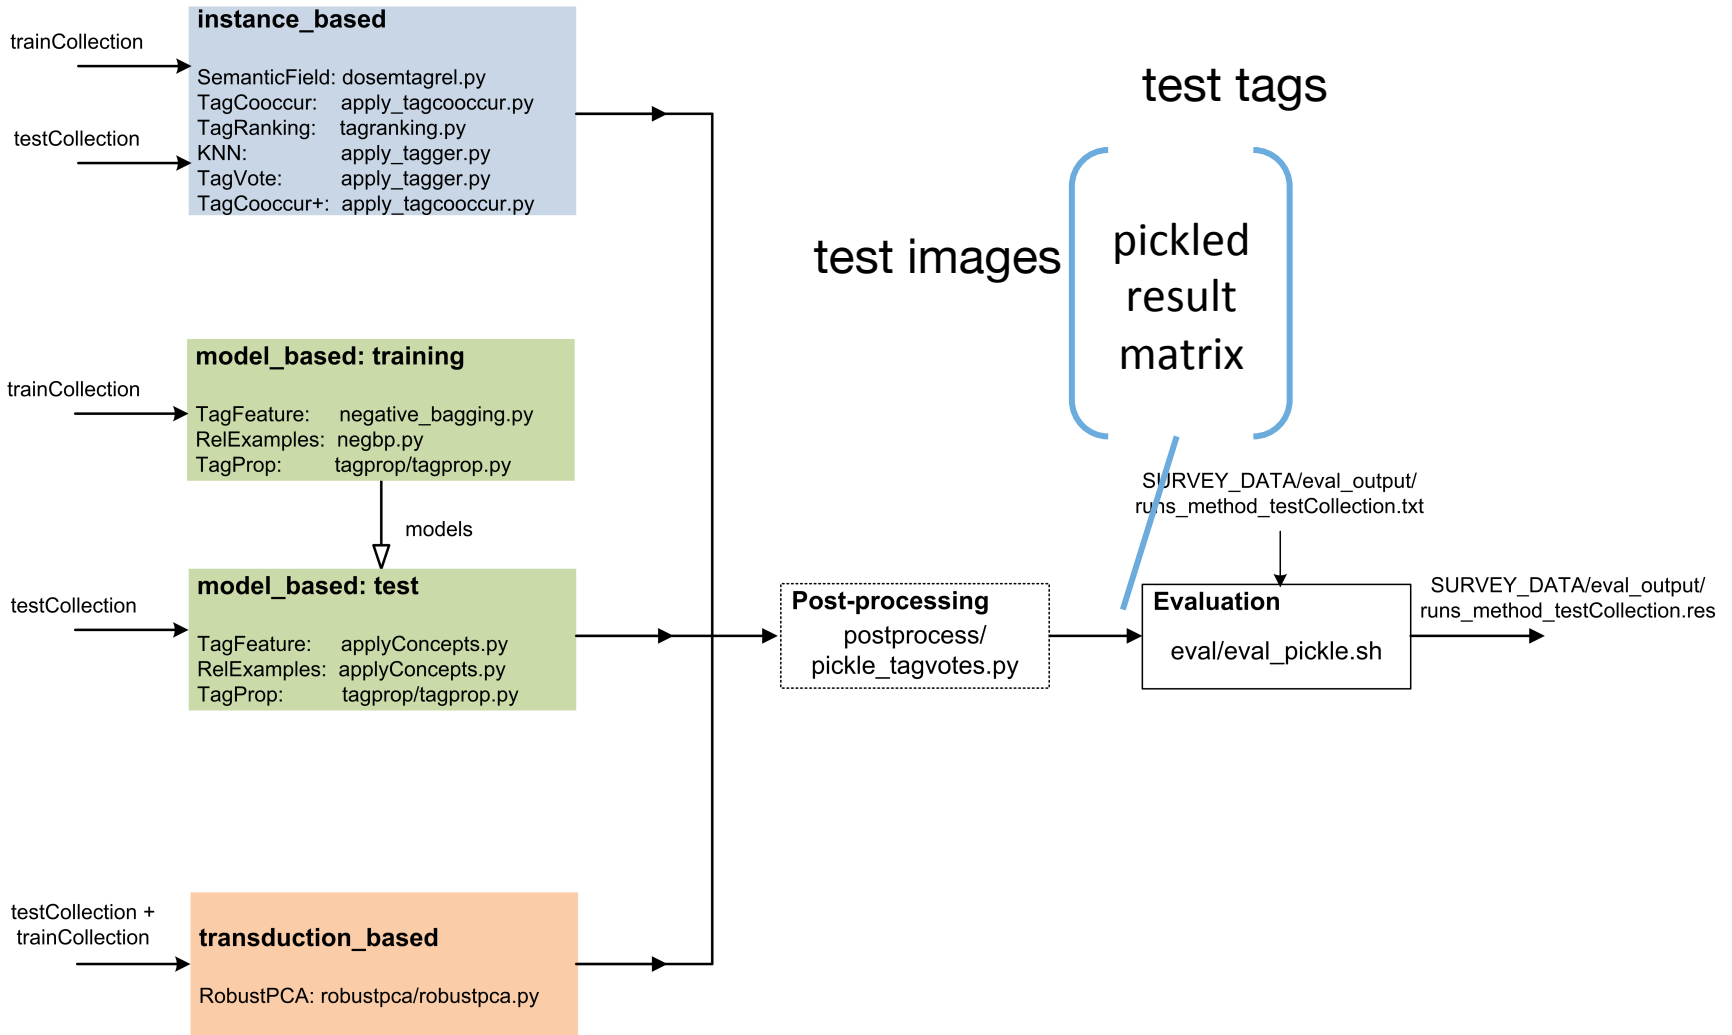 instance_based
trainCollection
testCollection
SemanticField: dosemtagrel.py
TagCooccur: apply_tagcooccur.py
TagRanking: tagranking.py
KNN: apply_tagger.py
TagVote: apply_tagger.py
TagCooccur+: apply_tagcooccur.py
test tags
test images
pickled
result
matrix
model_based: training
trainCollection
TagFeature: negative_bagging.py
RelExamples: negbp.py
TagProp: tagprop/tagprop.py
models
model_based: test
testCollection
TagFeature: applyConcepts.py
RelExamples: applyConcepts.py
TagProp: tagprop/tagprop.py
Post-processing
postprocess/
pickle_tagvotes.py
SURVEY_DATA/eval_output/
runs_method_testCollection.txt
Evaluation
eval/eval_pickle.sh
SURVEY_DATA/eval_output/
runs_method_testCollection.res
testCollection +
trainCollection
transduction_based
RobustPCA: robustpca/robustpca.py